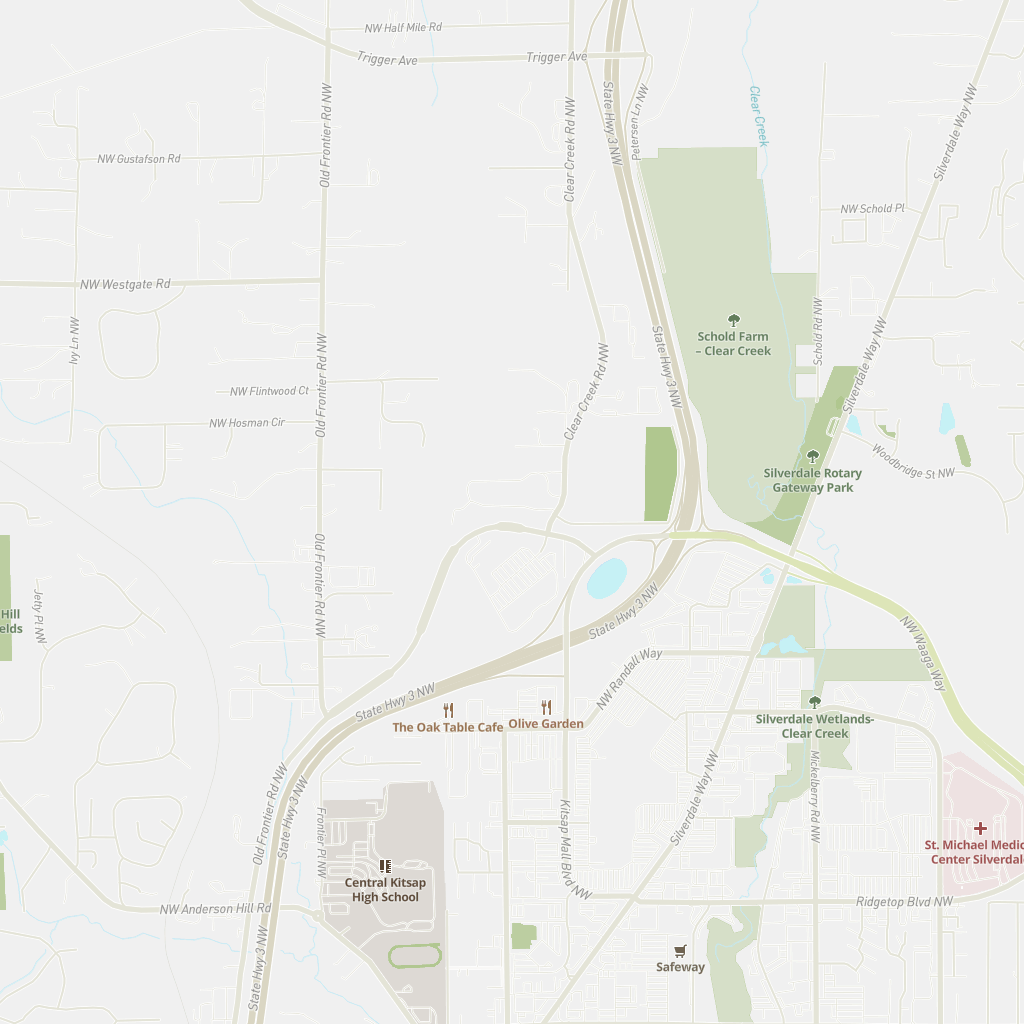 NW Half Mile Rd
Trigger Ave
Trigger Ave
State Hwy 3 NW
Petersen Ln NW
Clear Creek
Silverdale Way NW
Old Frontier Rd NW
Clear Creek Rd NW
NW Gustafson Rd
NW Schold Pl
NW Westgate Rd
Ivy Ln NW
Schold Farm
– Clear Creek
Schold Rd NW
Silverdale Way NW
State Hwy 3 NW
Old Frontier Rd NW
Clear Creek Rd NW
NW Flintwood Ct
NW Hosman Cir
Woodbridge St NW
Silverdale Rotary
Gateway Park
Old Frontier Rd NW
Jetty Pl NW
Hill
elds
State Hwy 3 NW
NW Waaga Way
NW Randall Way
State Hwy 3 NW
The Oak Table Cafe
Olive Garden
Silverdale Wetlands-
Clear Creek
Old Frontier Rd NW
State Hwy 3 NW
Frontier Pl NW
Kitsap Mall Blvd NW
Silverdale Way NW
Mickelberry Rd NW
St. Michael Medic
Center Silverdale
Central Kitsap
High School
NW Anderson Hill Rd
Ridgetop Blvd NW
State Hwy 3 NW
Safeway